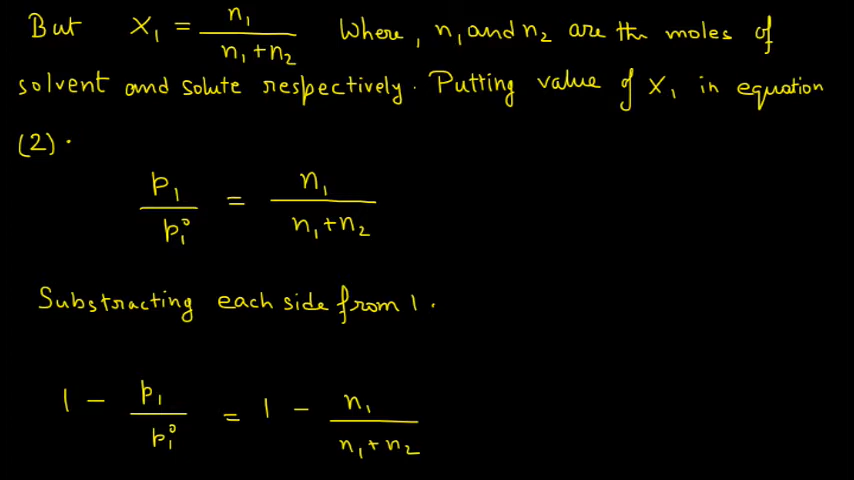 But X₁ = n₁ / (n₁+n₂) Where, n₁ and n₂ are the moles of
solvent and solute respectively. Putting value of X₁ in equation
(2).
p₁ / p₁⁰ = n₁ / (n₁+n₂)
Substracting each side from 1.
1 - p₁ / p₁⁰ = 1 - n₁ / (n₁+n₂)